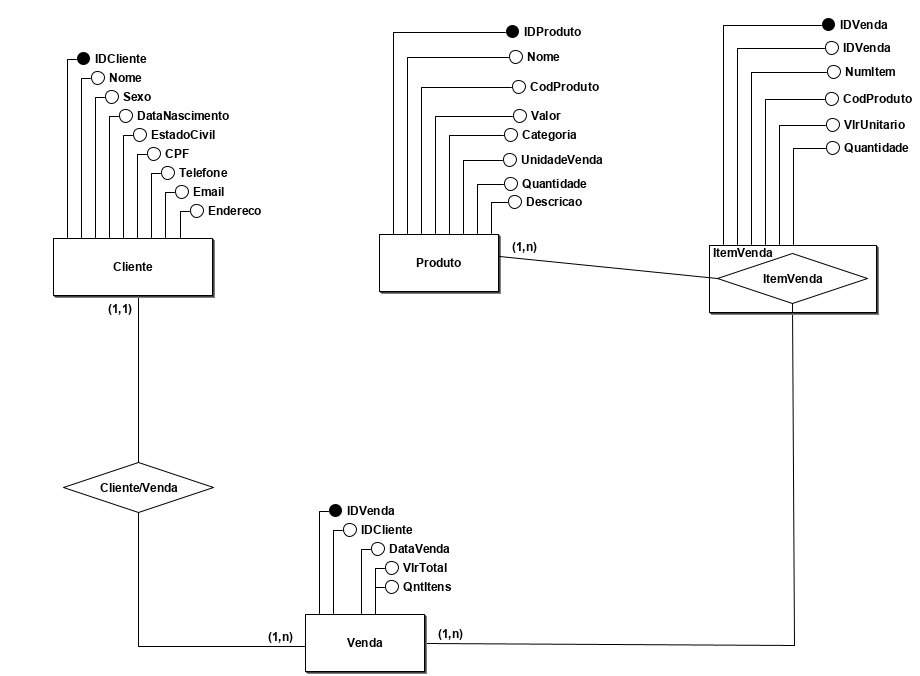 IDCliente
Nome
Sexo
DataNascimento
EstadoCivil
CPF
Telefone
Email
Endereco
Cliente
(1,1)
IDProduto
Nome
CodProduto
Valor
Categoria
UnidadeVenda
Quantidade
Descricao
Produto
(1,n)
IDVenda
IDVenda
NumItem
CodProduto
VlrUnitario
Quantidade
ItemVenda
ItemVenda
Cliente/Venda
IDVenda
IDCliente
DataVenda
VlrTotal
QntItens
(1,n)
Venda
(1,n)